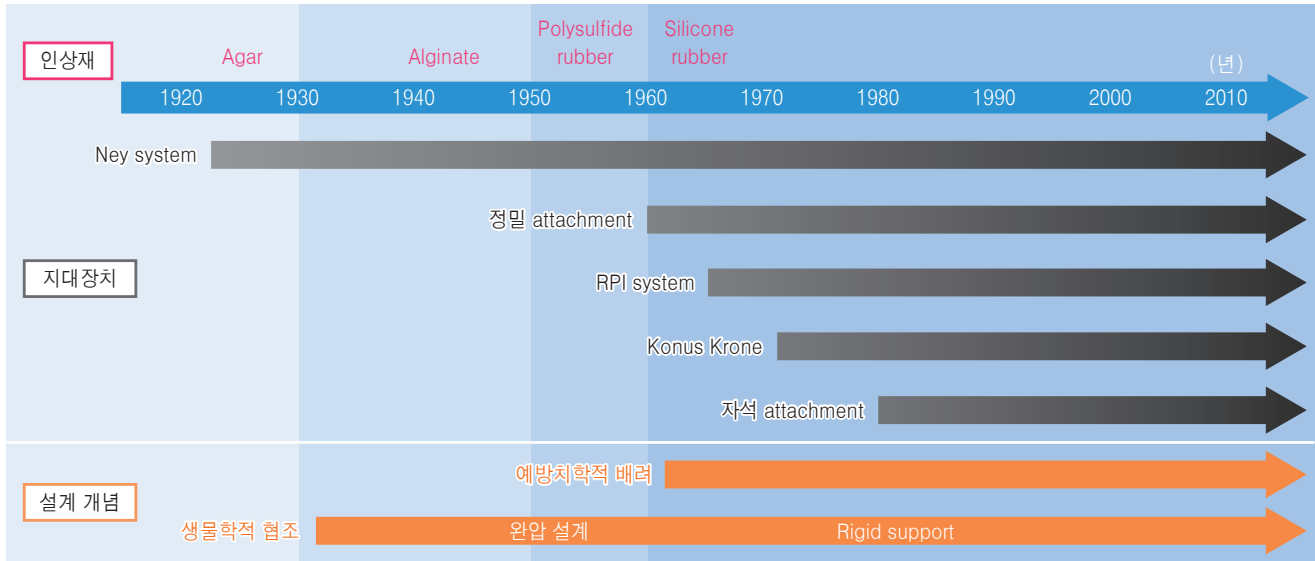 Polysulfide
rubber
Silicone
rubber
인상재
Agar
Alginate
(년)
1920 1930 1940 1950 1960 1970 1980 1990 2000 2010
Ney system
정밀 attachment
지대장치
RPI system
Konus Krone
자석 attachment
예방치학적 배려
설계 개념
생물학적 협조
완압 설계
Rigid support